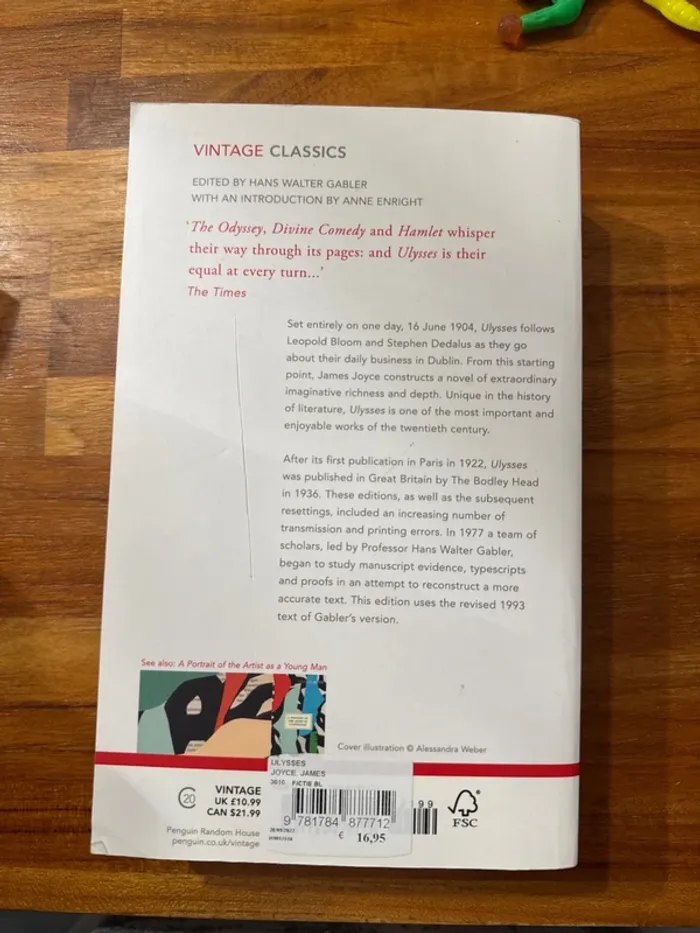 VINTAGE CLASSICS
EDITED BY HANS WALTER GABLER
WITH AN INTRODUCTION BY ANNE ENRIGHT
'The Odyssey, Divine Comedy and Hamlet whisper
their way through its pages: and Ulysses is their
equal at every turn...'
The Times
Set entirely on one day, 16 June 1904, Ulysses follows
Leopold Bloom and Stephen Dedalus as they go
about their daily business in Dublin. From this starting
point, James Joyce constructs a novel of extraordinary
imaginative richness and depth. Unique in the history
of literature, Ulysses is one of the most important and
enjoyable works of the twentieth century.
After its first publication in Paris in 1922, Ulysses
was published in Great Britain by The Bodley Head
in 1936. These editions, as well as the subsequent
resettings, included an increasing number of
transmission and printing errors. In 1977 a team of
scholars, led by Professor Hans Walter Gabler,
began to study manuscript evidence, typescripts
and proofs in an attempt to reconstruct a more
accurate text. This edition uses the revised 1993
text of Gabler's version.
See also: A Portrait of the Artist as a Young Man
Cover illustration © Alessandra Weber
C20
VINTAGE
UK £10.99
CAN $21.99
Penguin Random House
penguin.co.uk/vintage
ULYSSES
JOYCE, JAMES
FICTIE BL
9 781784 877712
€ 16,95
199
FSC